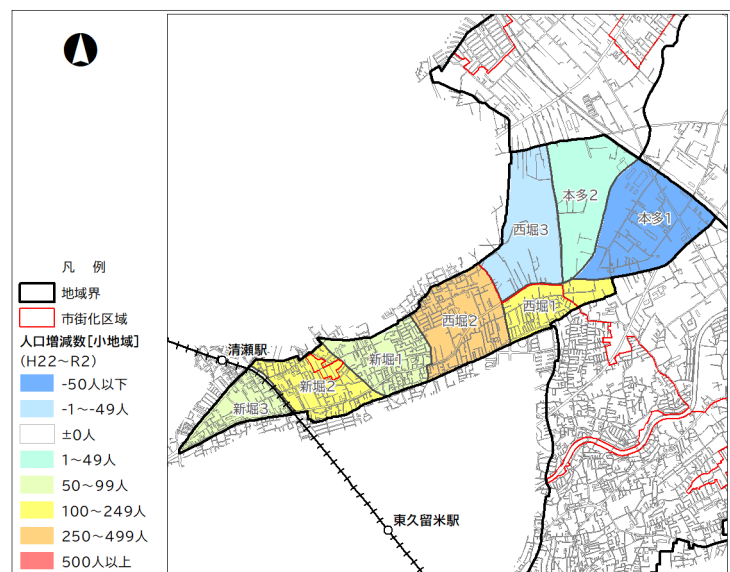 本多2
本多1
西堀3
西堀1
西堀2
新堀1
新堀2
新堀3
清瀬駅
東久留米駅
凡　例
地域界
市街化区域
人口増減数[小地域]
(H22～R2)
-50人以下
-1～-49人
±0人
1～49人
50～99人
100～249人
250～499人
500人以上